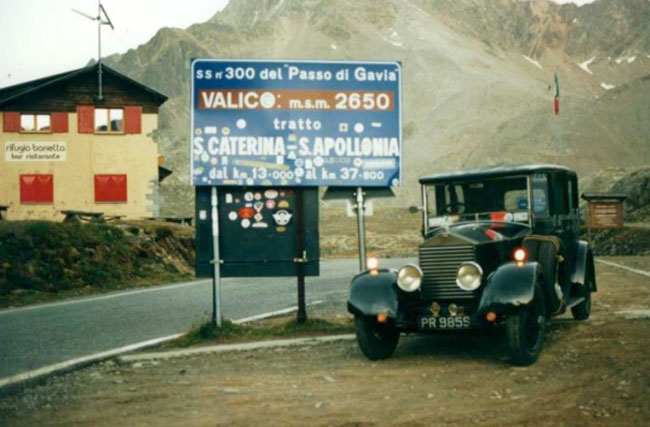 SS n° 300 del "Passo di Gavia"
VALICO: m.s.m. 2650
tratto
S. CATERINA - S. APOLLONIA
dal km 13=000 al km 37=800
rifugio bonetta
bar ristorante
PR 9855